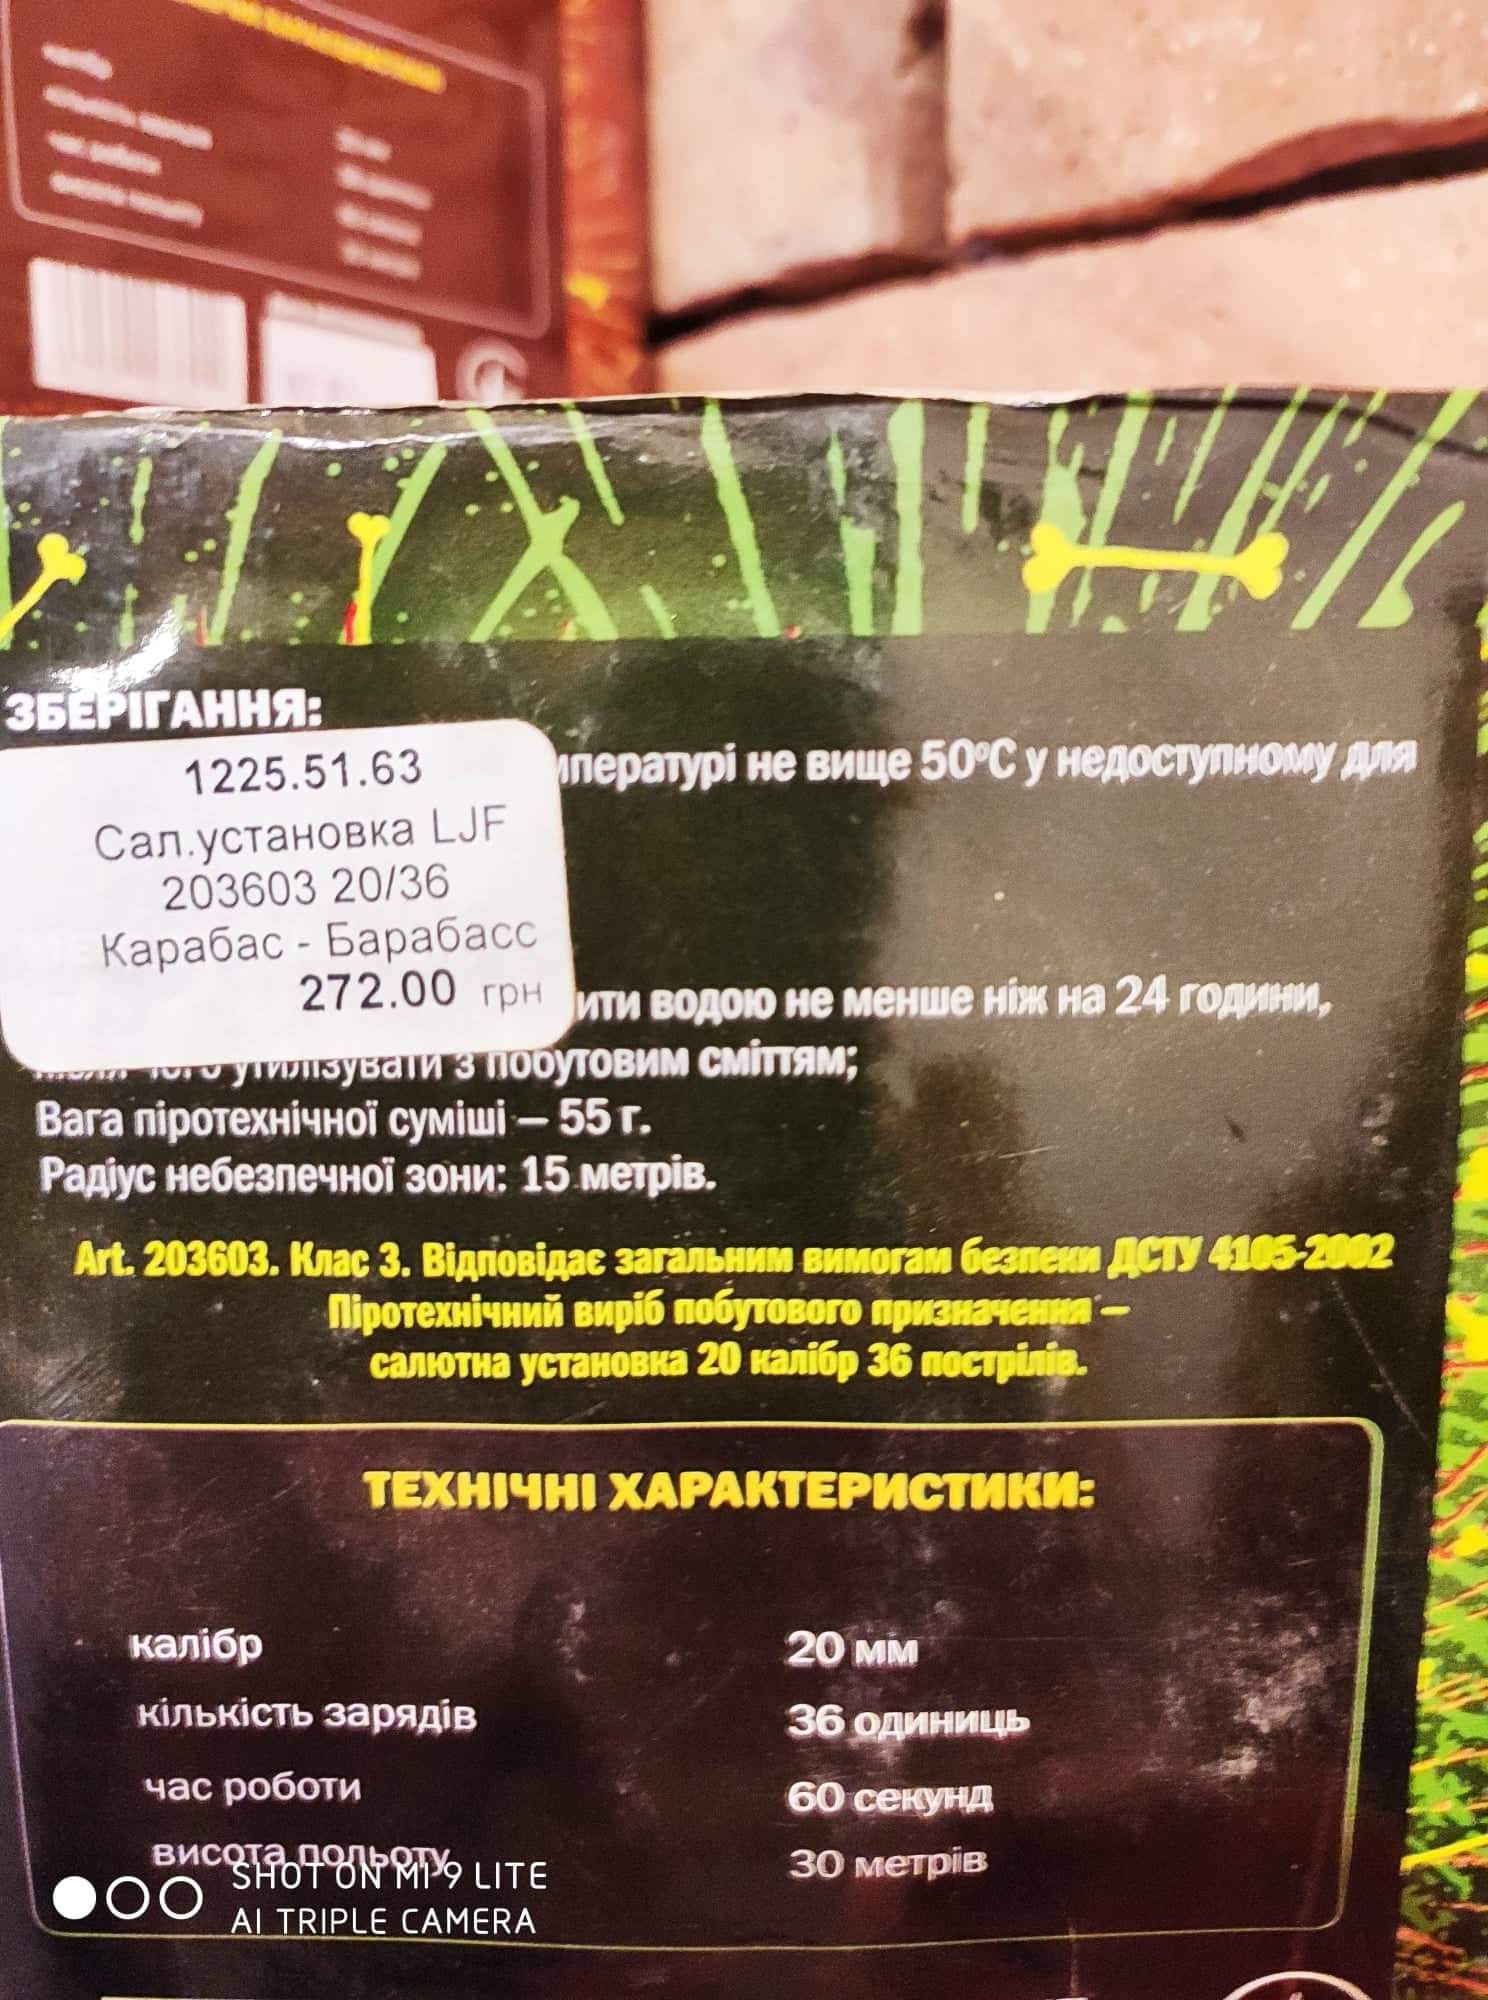 ЗБЕРІГАННЯ:
1225.51.63
Сал.установка LJF
203603 20/36
Карабас - Барабасс
272.00 грн
не вище 50°С у недоступному для
водою не менше ніж на 24 години,
утилізувати з побутовим сміттям;
Вага піротехнічної суміші – 55 г.
Радіус небезпечної зони: 15 метрів.
Art. 203603. Клас 3. Відповідає загальним вимогам безпеки ДСТУ 4105-2002
Піротехнічний виріб побутового призначення –
салютна установка 20 калібр 36 пострілів.
ТЕХНІЧНІ ХАРАКТЕРИСТИКИ:
калібр 20 мм
кількість зарядів 36 одиниць
час роботи 60 секунд
висота польоту 30 метрів
SHOT ON MI 9 LITE
AI TRIPLE CAMERA